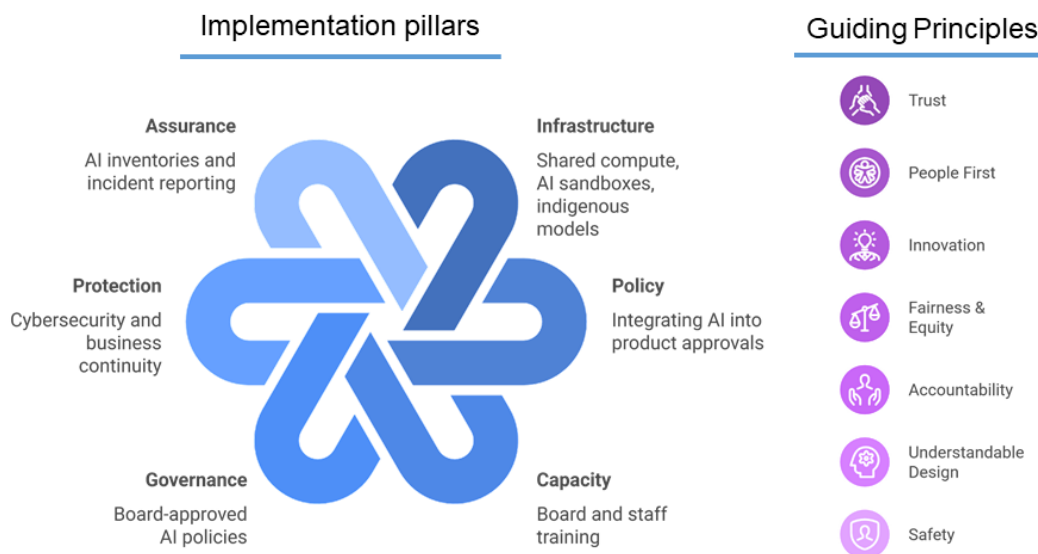 Implementation pillars
Guiding Principles
Assurance
AI inventories and
incident reporting
Infrastructure
Shared compute,
AI sandboxes,
indigenous
models
Protection
Cybersecurity and
business
continuity
Policy
Integrating AI into
product approvals
Governance
Board-approved
AI policies
Capacity
Board and staff
training
Trust
People First
Innovation
Fairness &
Equity
Accountability
Understandable
Design
Safety